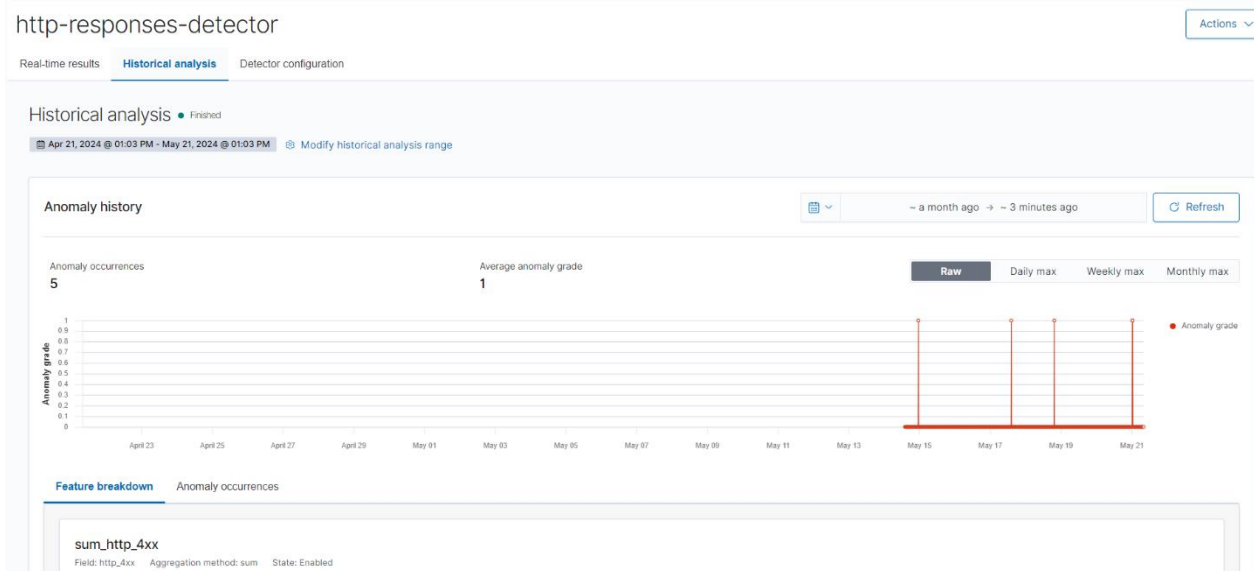 http-responses-detector
Actions
Real-time results Historical analysis Detector configuration
Historical analysis Finished
Apr 21, 2024 @ 01:03 PM - May 21, 2024 @ 01:03 PM Modify historical analysis range
Anomaly history
~ a month ago → ~ 3 minutes ago
Refresh
Anomaly occurrences
5
Average anomaly grade
1
Raw Daily max Weekly max Monthly max
Anomaly grade
1
0.9
0.8
0.7
0.6
0.5
0.4
0.3
0.2
0.1
0
April 23 April 25 April 27 April 29 May 01 May 03 May 05 May 07 May 09 May 11 May 13 May 15 May 17 May 19 May 21
Anomaly grade
Feature breakdown Anomaly occurrences
sum_http_4xx
Field: http_4xx Aggregation method: sum State: Enabled